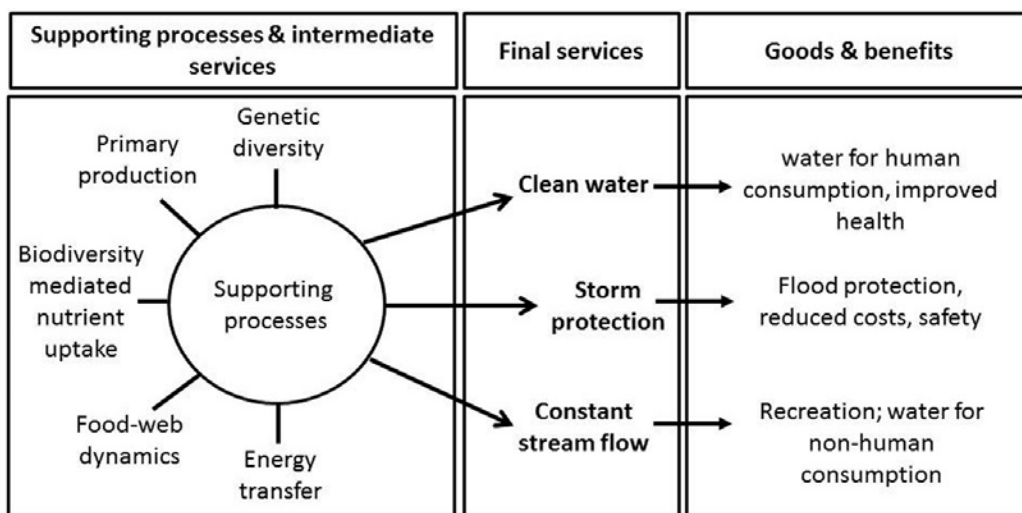 Supporting processes & intermediate
services
Final services
Goods & benefits
Genetic
diversity
Primary
production
Biodiversity
mediated
nutrient
uptake
Food-web
dynamics
Energy
transfer
Supporting
processes
Clean water
Storm
protection
Constant
stream flow
water for human
consumption, improved
health
Flood protection,
reduced costs, safety
Recreation; water for
non-human
consumption